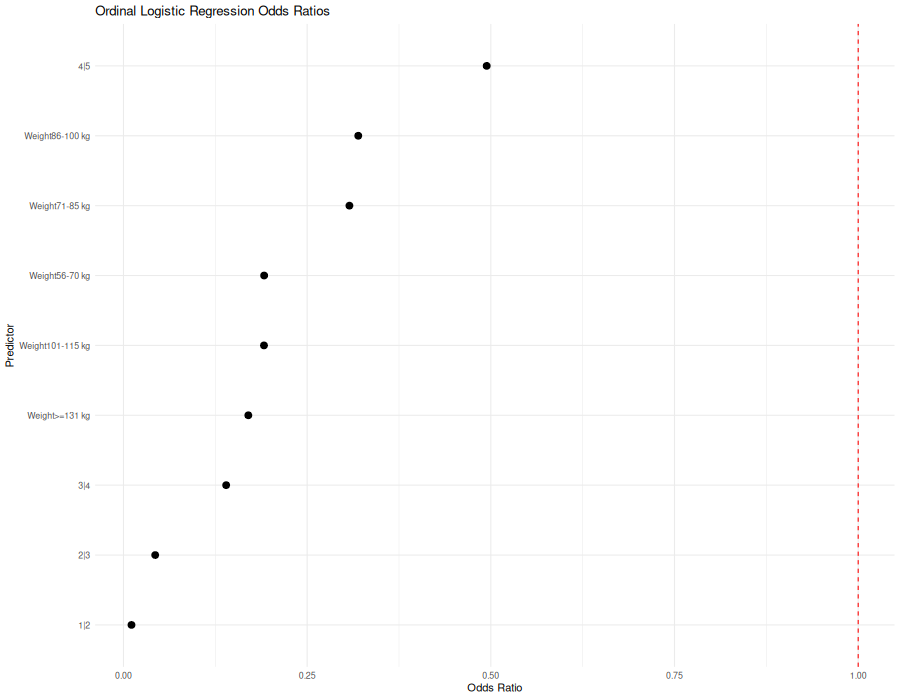 Ordinal Logistic Regression Odds Ratios
4|5
Weight86-100 kg
Weight71-85 kg
Weight56-70 kg
Weight101-115 kg
Weight>=131 kg
3|4
2|3
1|2
Predictor
0.00 0.25 0.50 0.75 1.00
Odds Ratio